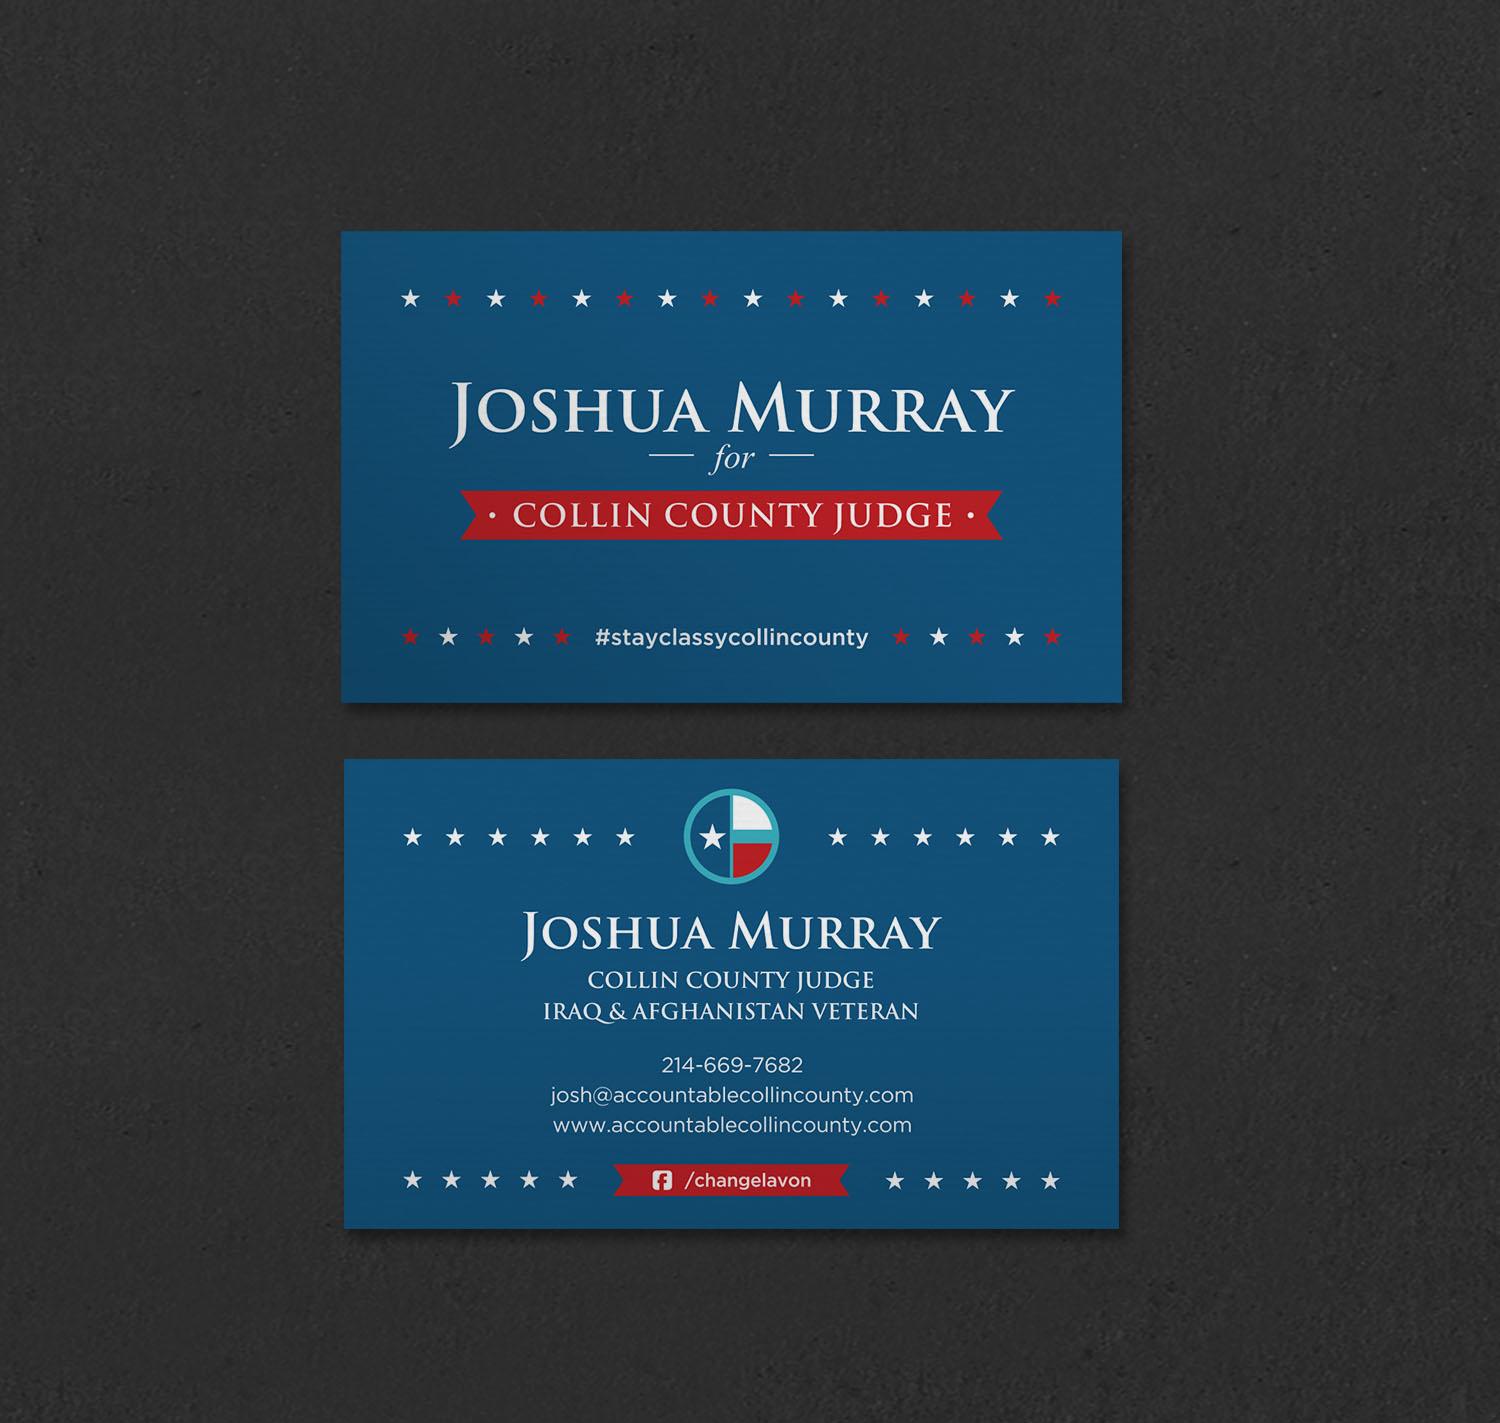 JOSHUA MURRAY
for
• COLLIN COUNTY JUDGE •
#stayclassycollincounty
JOSHUA MURRAY
COLLIN COUNTY JUDGE
IRAQ & AFGHANISTAN VETERAN
214-669-7682
josh@accountablecollincounty.com
www.accountablecollincounty.com
/changelavon